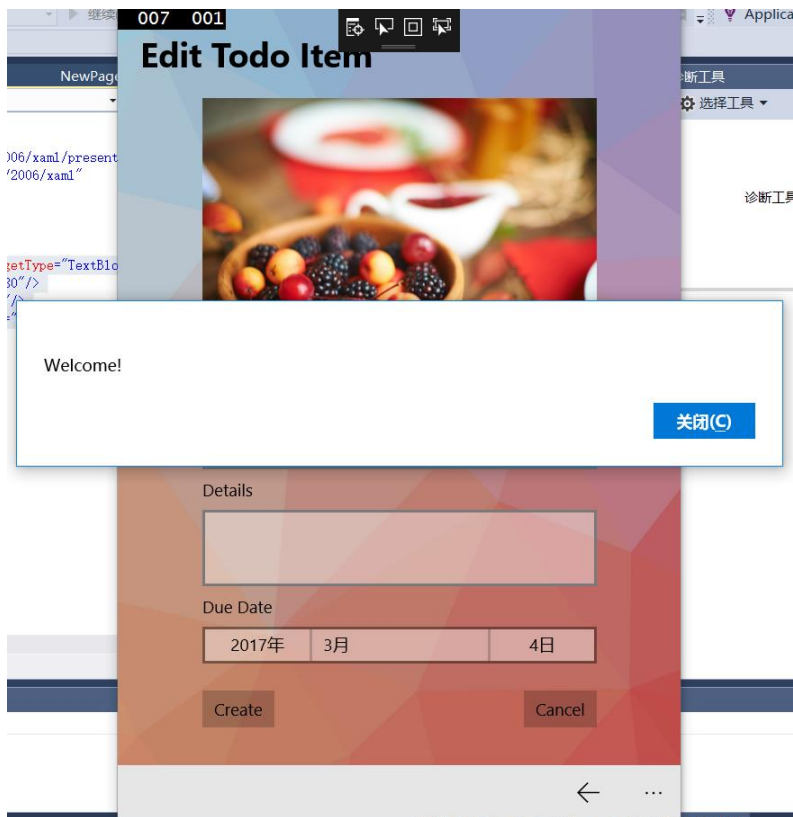 继续
007 001
Applica
Edit Todo Item
NewPage
诊断工具
选择工具
006/xaml/present
/2006/xaml"
诊断工具
getType="TextBlo
30"/>
"/>
="
Welcome!
关闭(C)
Details
Due Date
2017年 3月 4日
Create Cancel
...